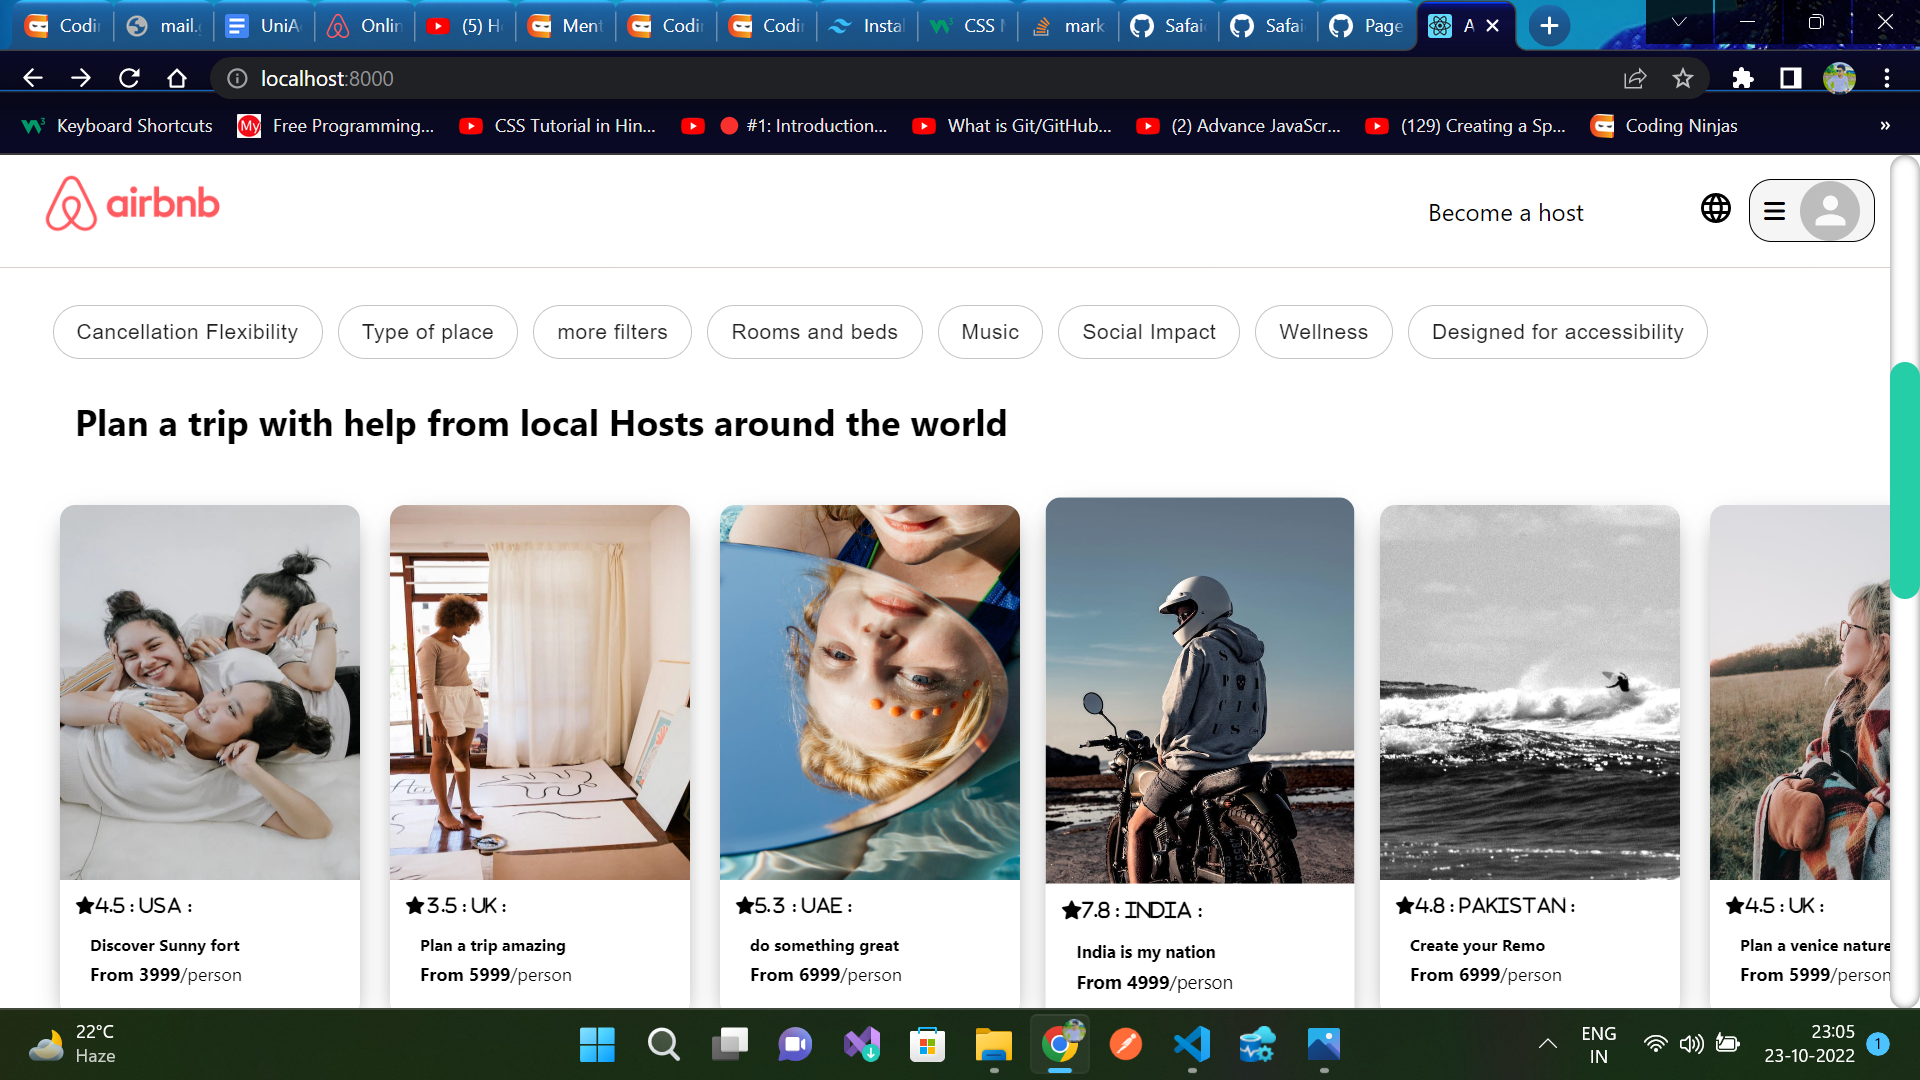 Codin
mail.g
UniA
Onlin
(5) H
Ment
Codin
Codin
Instal
CSS
mark
Safai
Safai
Page
A
localhost:8000
Keyboard Shortcuts
My
Free Programming...
CSS Tutorial in Hin...
#1: Introduction...
What is Git/GitHub...
(2) Advance JavaScr...
(129) Creating a Sp...
Coding Ninjas
»
airbnb
Become a host
Cancellation Flexibility
Type of place
more filters
Rooms and beds
Music
Social Impact
Wellness
Designed for accessibility
Plan a trip with help from local Hosts around the world
4.5 : USA :
Discover Sunny fort
From 3999/person
3.5 : UK :
Plan a trip amazing
From 5999/person
5.3 : UAE :
do something great
From 6999/person
7.8 : INDIA :
India is my nation
From 4999/person
4.8 : PAKISTAN :
Create your Remo
From 6999/person
4.5 : UK :
Plan a venice nature
From 5999/person
22°C
Haze
ENG
IN
23:05
23-10-2022
1